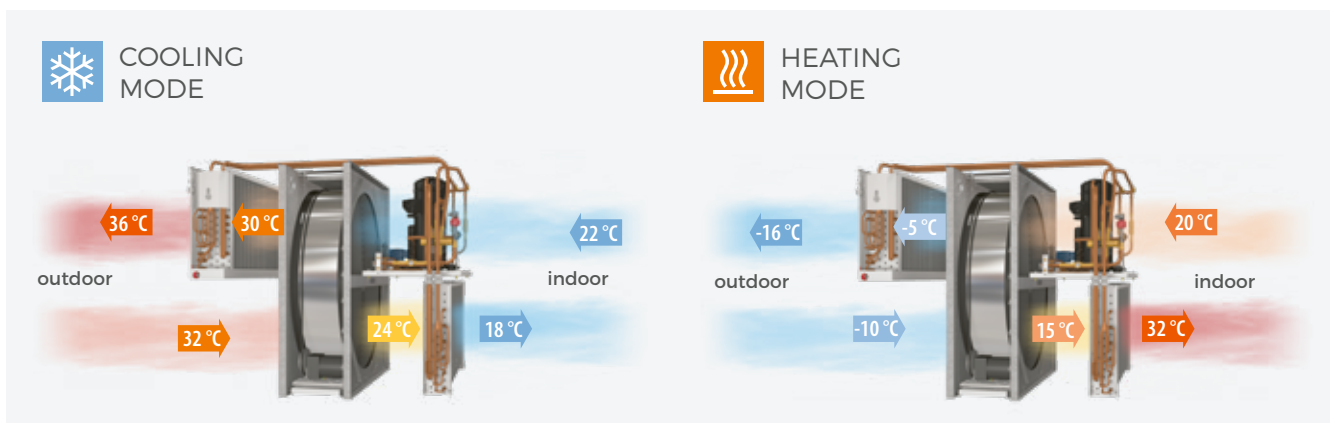 COOLING
MODE
36 °C
30 °C
22 °C
outdoor
indoor
32 °C
24 °C
18 °C
HEATING
MODE
-16 °C
-5 °C
20 °C
outdoor
indoor
-10 °C
15 °C
32 °C